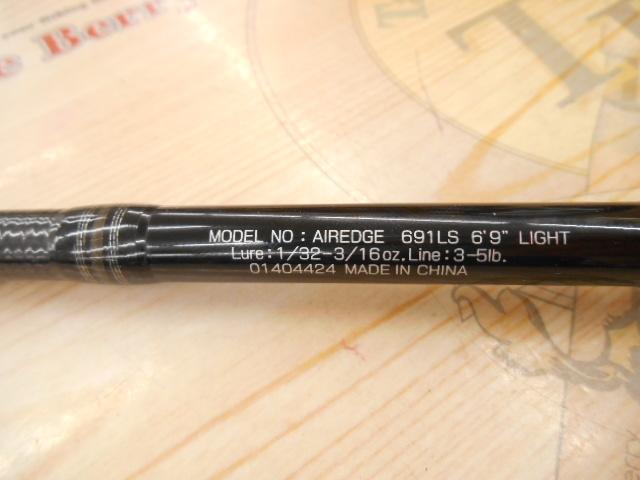 e Berry
T
MODEL NO : AIREDGE 691LS 6'9" LIGHT
Lure : 1/32-3/16oz. Line : 3-5lb.
01404424 MADE IN CHINA